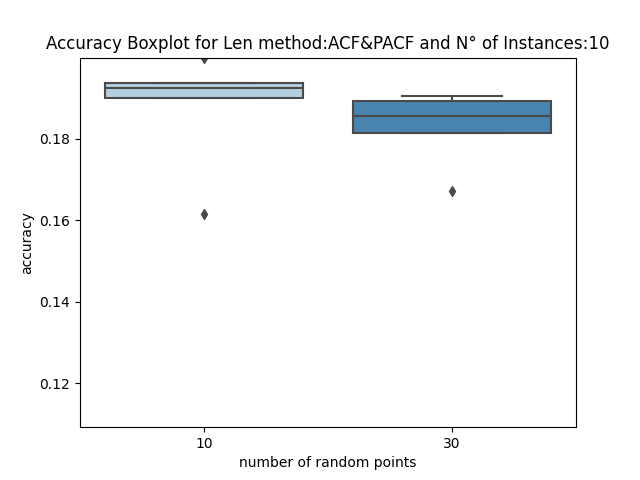 Accuracy Boxplot for Len method:ACF&PACF and N° of Instances:10
0.18
0.16
0.14
0.12
accuracy
10
30
number of random points